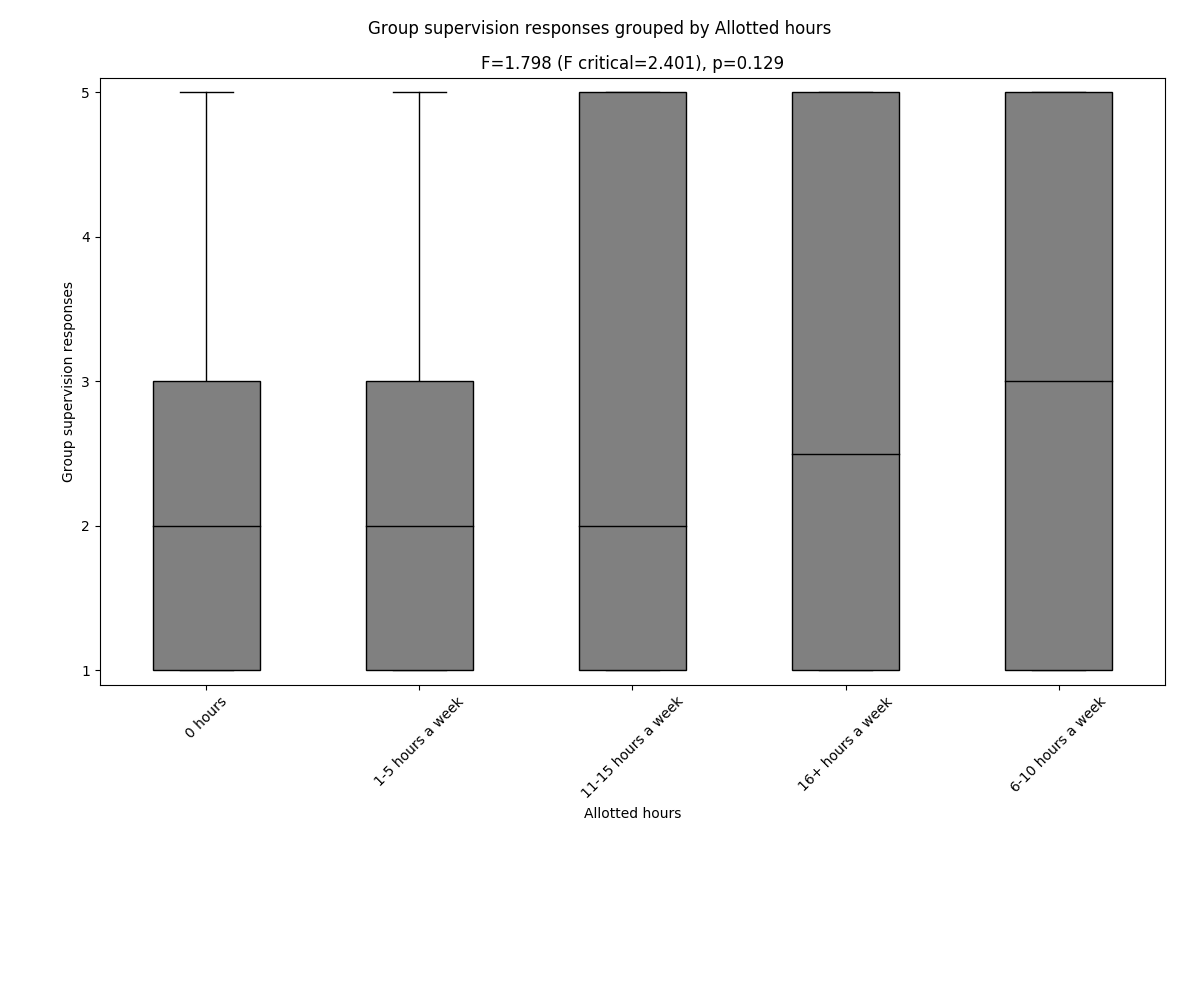 Group supervision responses grouped by Allotted hours
F=1.798 (F critical=2.401), p=0.129
Group supervision responses
5
4
3
2
1
0 hours
1-5 hours a week
11-15 hours a week
16+ hours a week
6-10 hours a week
Allotted hours